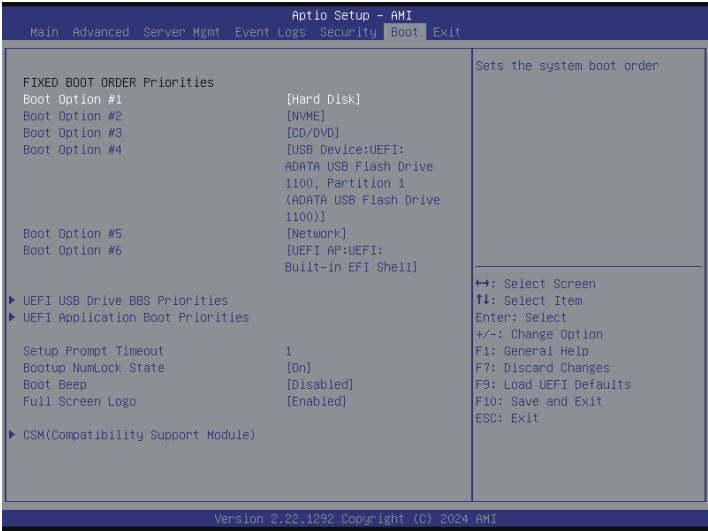 Aptio Setup – AMI
Main Advanced Server Mgmt Event Logs Security Boot Exit
Sets the system boot order
FIXED BOOT ORDER Priorities
Boot Option #1 [Hard Disk]
Boot Option #2 [NVME]
Boot Option #3 [CD/DVD]
Boot Option #4 [USB Device:UEFI:
ADATA USB Flash Drive
1100, Partition 1
(ADATA USB Flash Drive
1100)]
Boot Option #5 [Network]
Boot Option #6 [UEFI AP:UEFI:
Built-in EFI Shell]
UEFI USB Drive BBS Priorities
UEFI Application Boot Priorities
Setup Prompt Timeout 1
Bootup NumLock State [On]
Boot Beep [Disabled]
Full Screen Logo [Enabled]
CSM(Compatibility Support Module)
↔: Select Screen
↑↓: Select Item
Enter: Select
+/-: Change Option
F1: General Help
F7: Discard Changes
F9: Load UEFI Defaults
F10: Save and Exit
ESC: Exit
Version 2.22.1292 Copyright (C) 2024 AMI